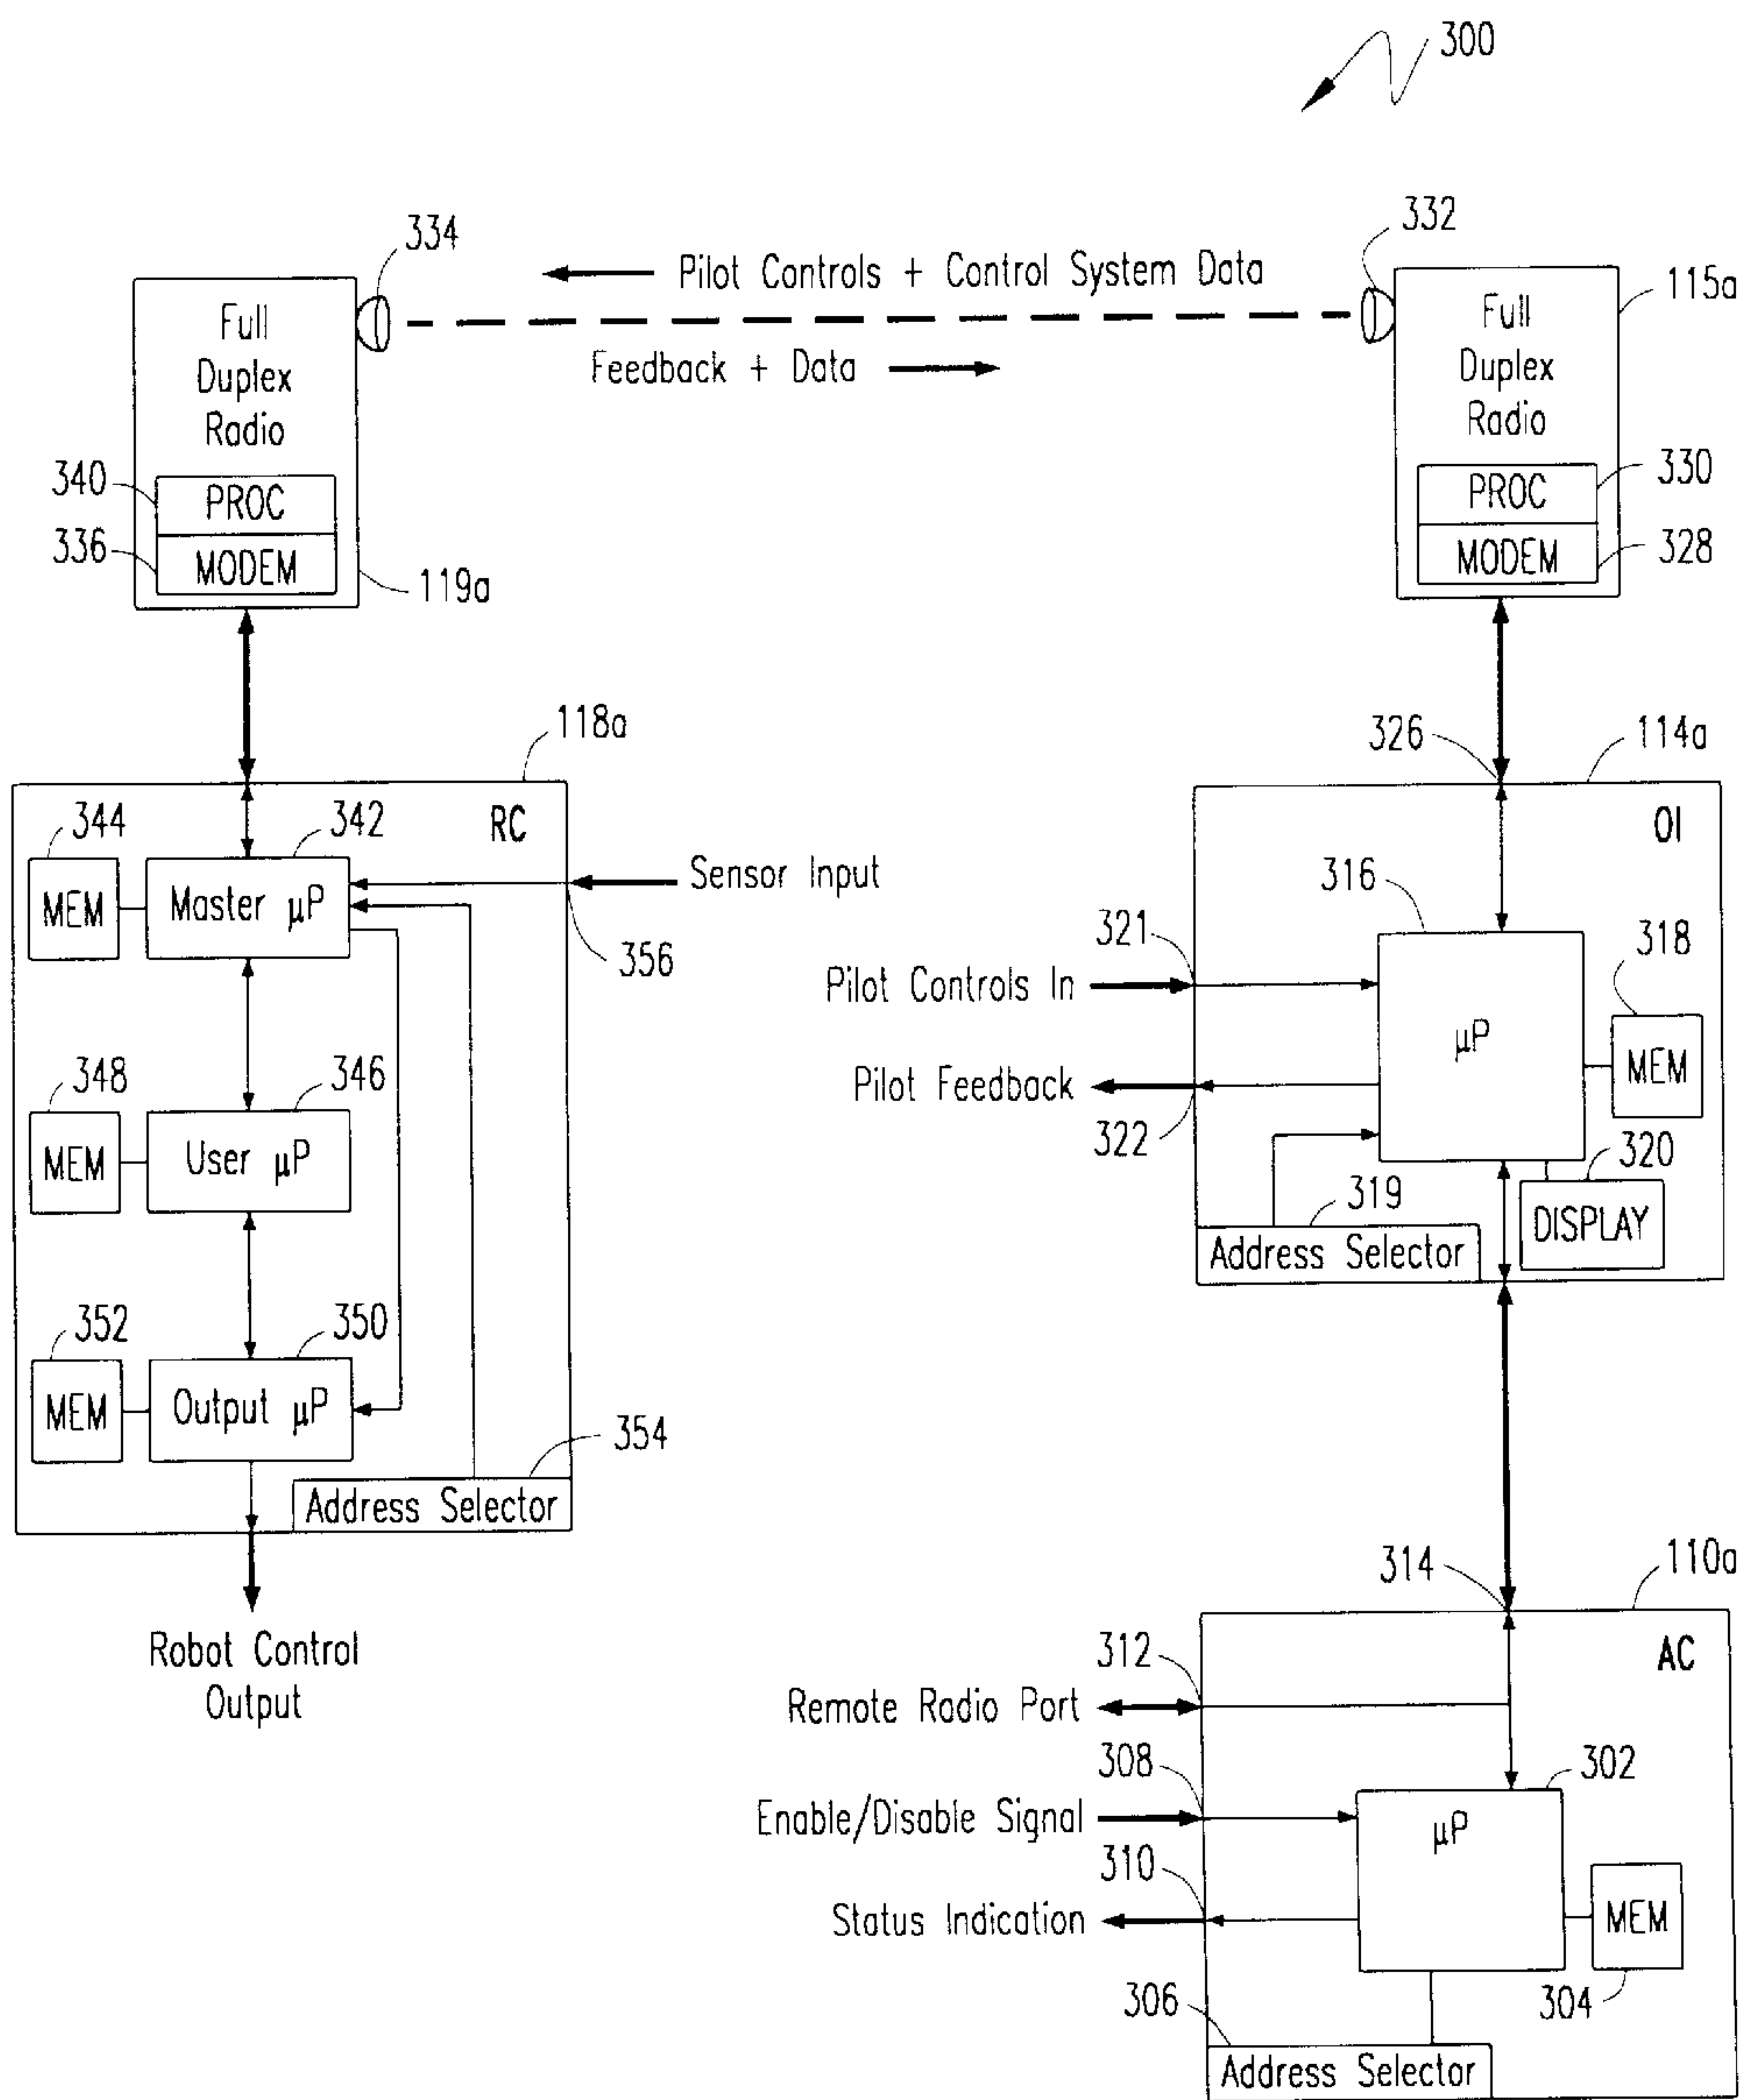 300
334
332
Pilot Controls + Control System Data
115a
Full
Duplex
Radio
Full
Duplex
Radio
Feedback + Data
340
PROC
330
PROC
336
MODEM
328
MODEM
119a
118a
326
114a
344
342
RC
OI
MEM
Master µP
Sensor Input
316
356
321
318
Pilot Controls In
µP
MEM
348
346
Pilot Feedback
322
320
MEM
User µP
319
DISPLAY
Address Selector
352
350
MEM
Output µP
354
Address Selector
314
110a
Robot Control
Output
312
AC
Remote Radio Port
308
302
Enable/Disable Signal
µP
310
MEM
Status Indication
304
306
Address Selector